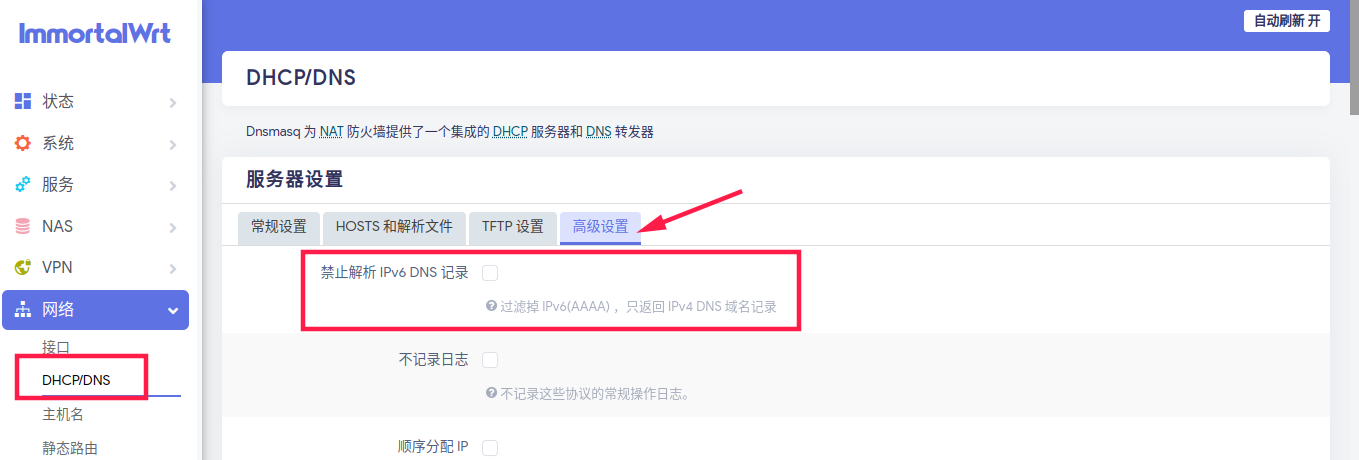 ImmortalWrt
自动刷新 开
状态
系统
服务
NAS
VPN
网络
接口
DHCP/DNS
主机名
静态路由
DHCP/DNS
Dnsmasq 为 NAT 防火墙提供了一个集成的 DHCP 服务器和 DNS 转发器
服务器设置
常规设置 HOSTS 和解析文件 TFTP 设置 高级设置
禁止解析 IPv6 DNS 记录
过滤掉 IPv6(AAAA) ，只返回 IPv4 DNS 域名记录
不记录日志
不记录这些协议的常规操作日志。
顺序分配 IP